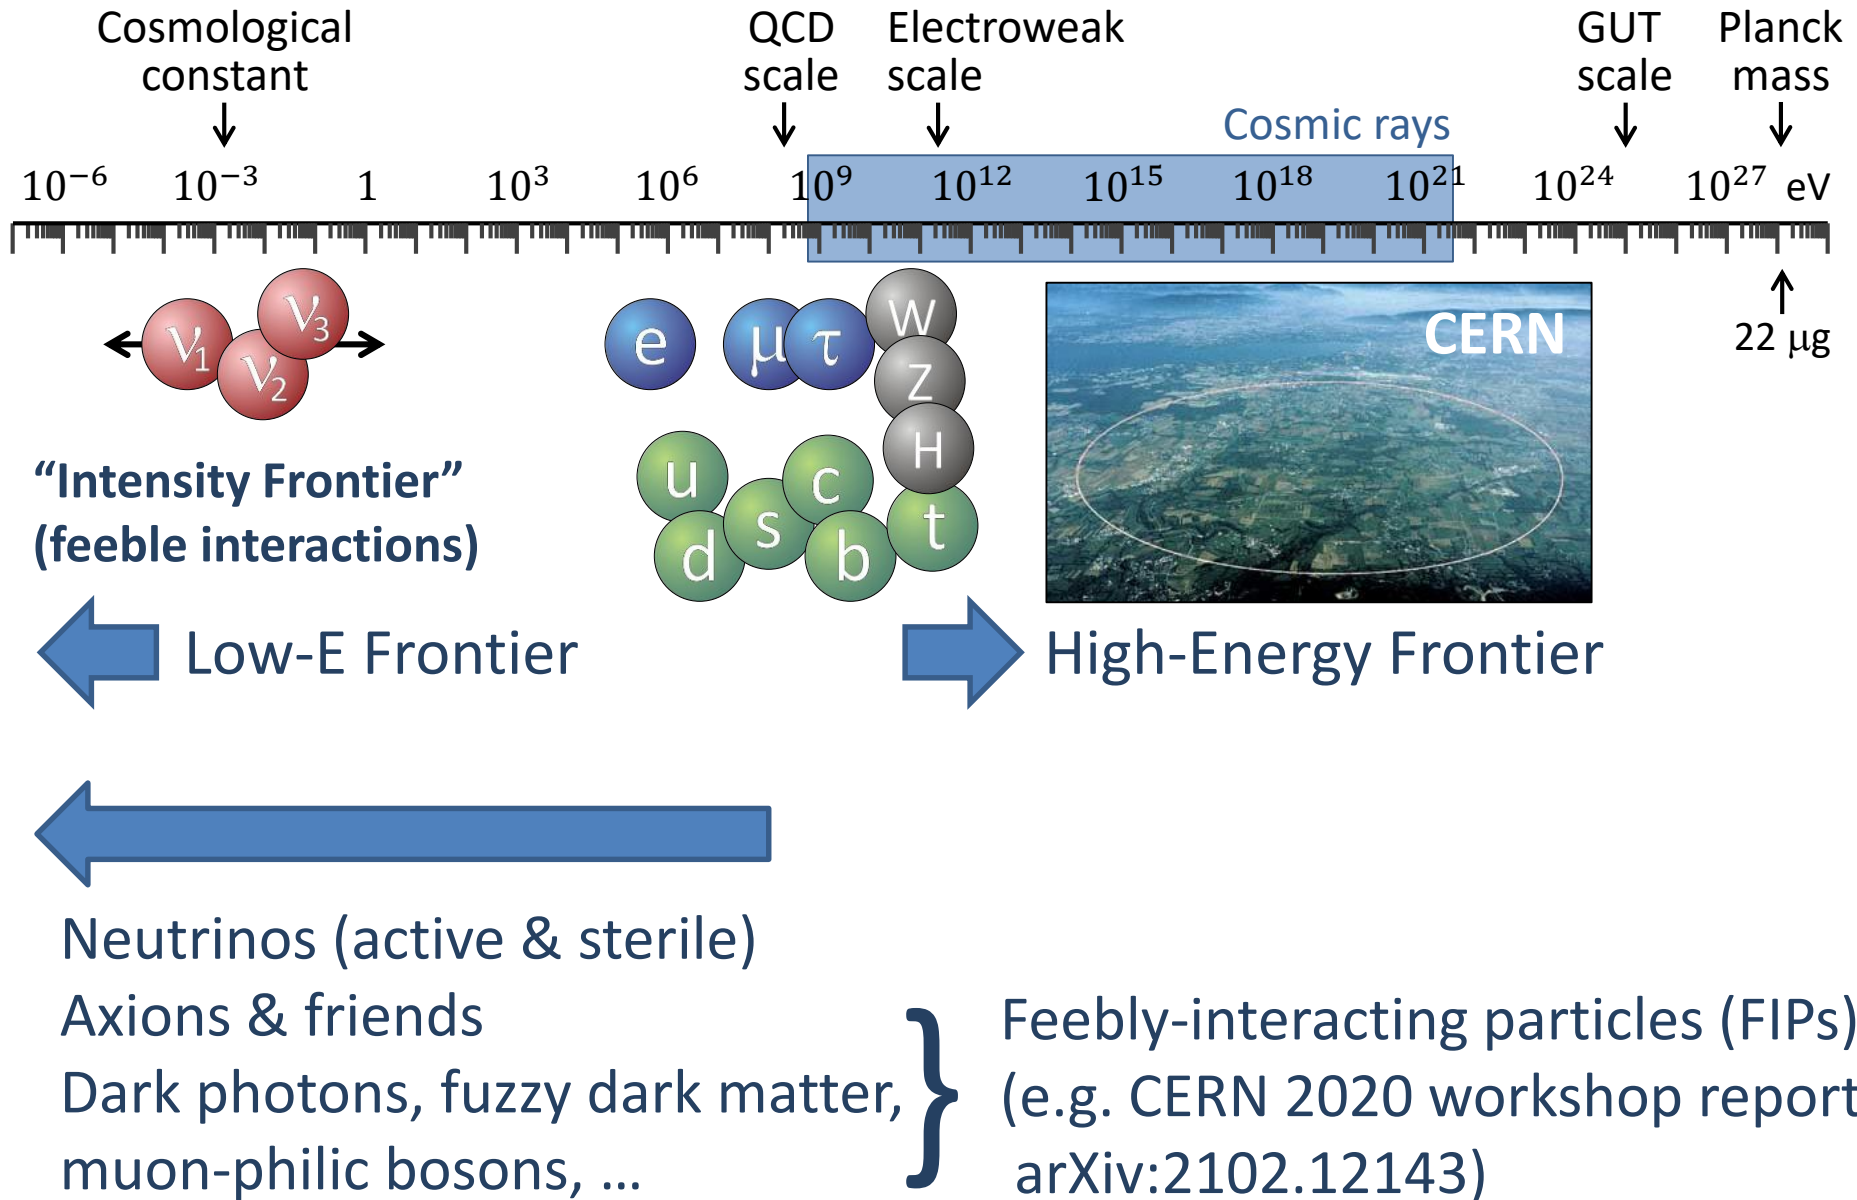 Cosmological
constant
QCD
scale
Electroweak
scale
GUT
scale
Planck
mass
Cosmic rays
10⁻⁶ 10⁻³ 1 10³ 10⁶ 10⁹ 10¹² 10¹⁵ 10¹⁸ 10²¹ 10²⁴ 10²⁷ eV
ν₁ ν₂ ν₃
e μ τ
W
Z
H
u d s c b t
CERN
22 μg
“Intensity Frontier”
(feeble interactions)
Low-E Frontier
High-Energy Frontier
Neutrinos (active & sterile)
Axions & friends
Dark photons, fuzzy dark matter,
muon-philic bosons, ...
}
Feebly-interacting particles (FIPs)
(e.g. CERN 2020 workshop report
arXiv:2102.12143)